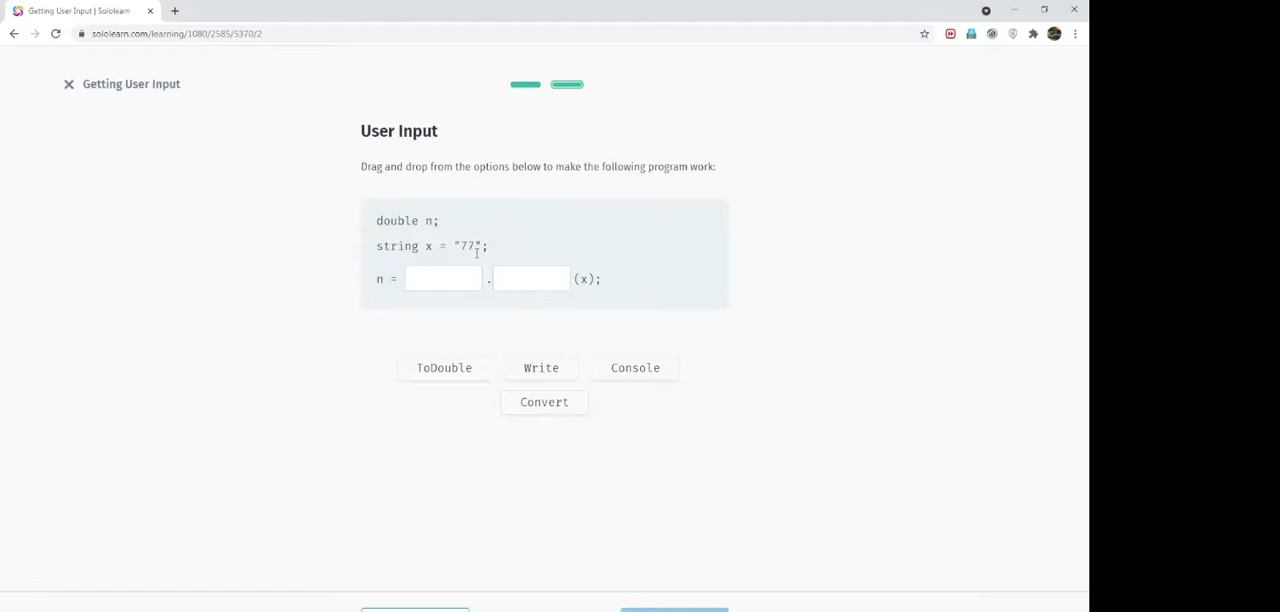 Getting User Input | Sololearn
sololearn.com/learning/1080/2585/5370/2
Getting User Input
User Input
Drag and drop from the options below to make the following program work:
double n;
string x = "77";
n = . (x);
ToDouble Write Console
Convert